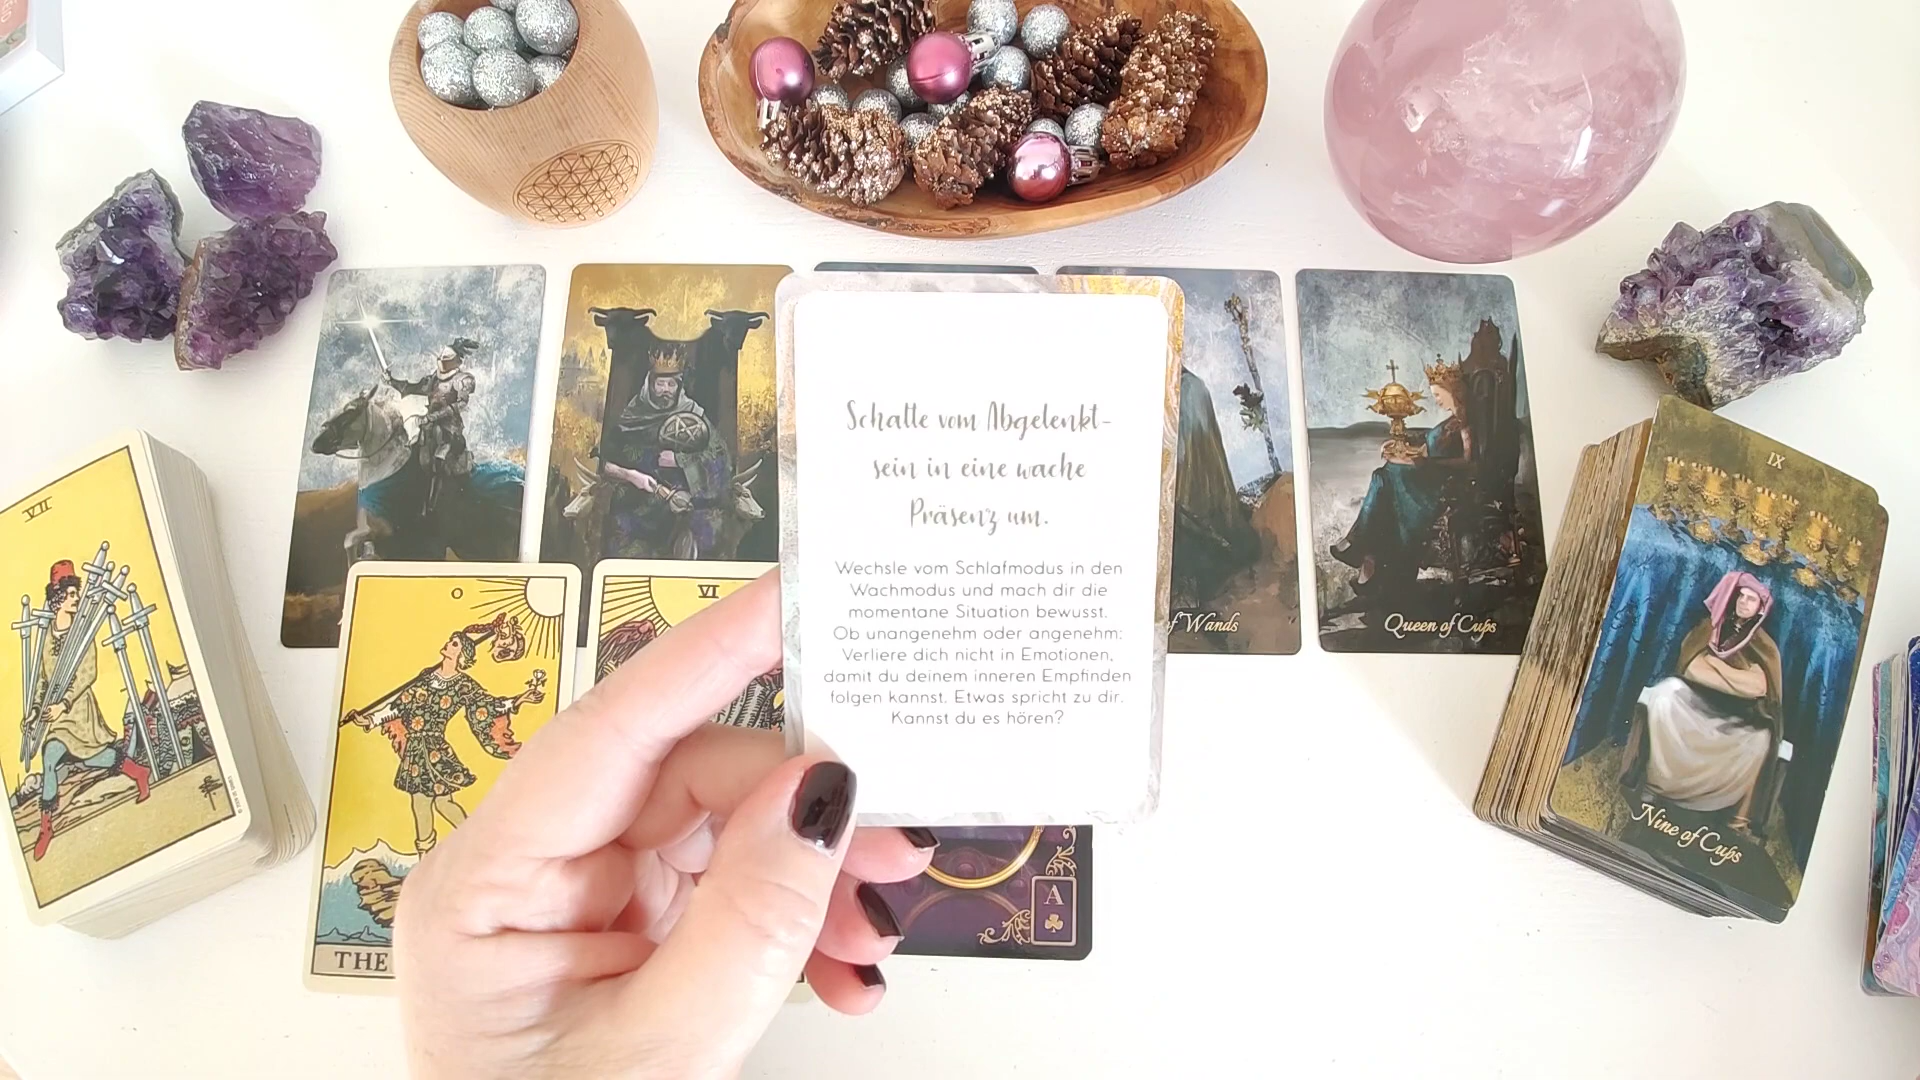 Schalte vom Abgelenkt-
sein in eine wache
Präsenz um.
Wechsle vom Schlafmodus in den
Wachmodus und mach dir die
momentane Situation bewusst.
Ob unangenehm oder angenehm:
Verliere dich nicht in Emotionen,
damit du deinem inneren Empfinden
folgen kannst. Etwas spricht zu dir.
Kannst du es hören?
VII
of Wands
Queen of Cups
IX
Nine of Cups
O
THE
VI
A